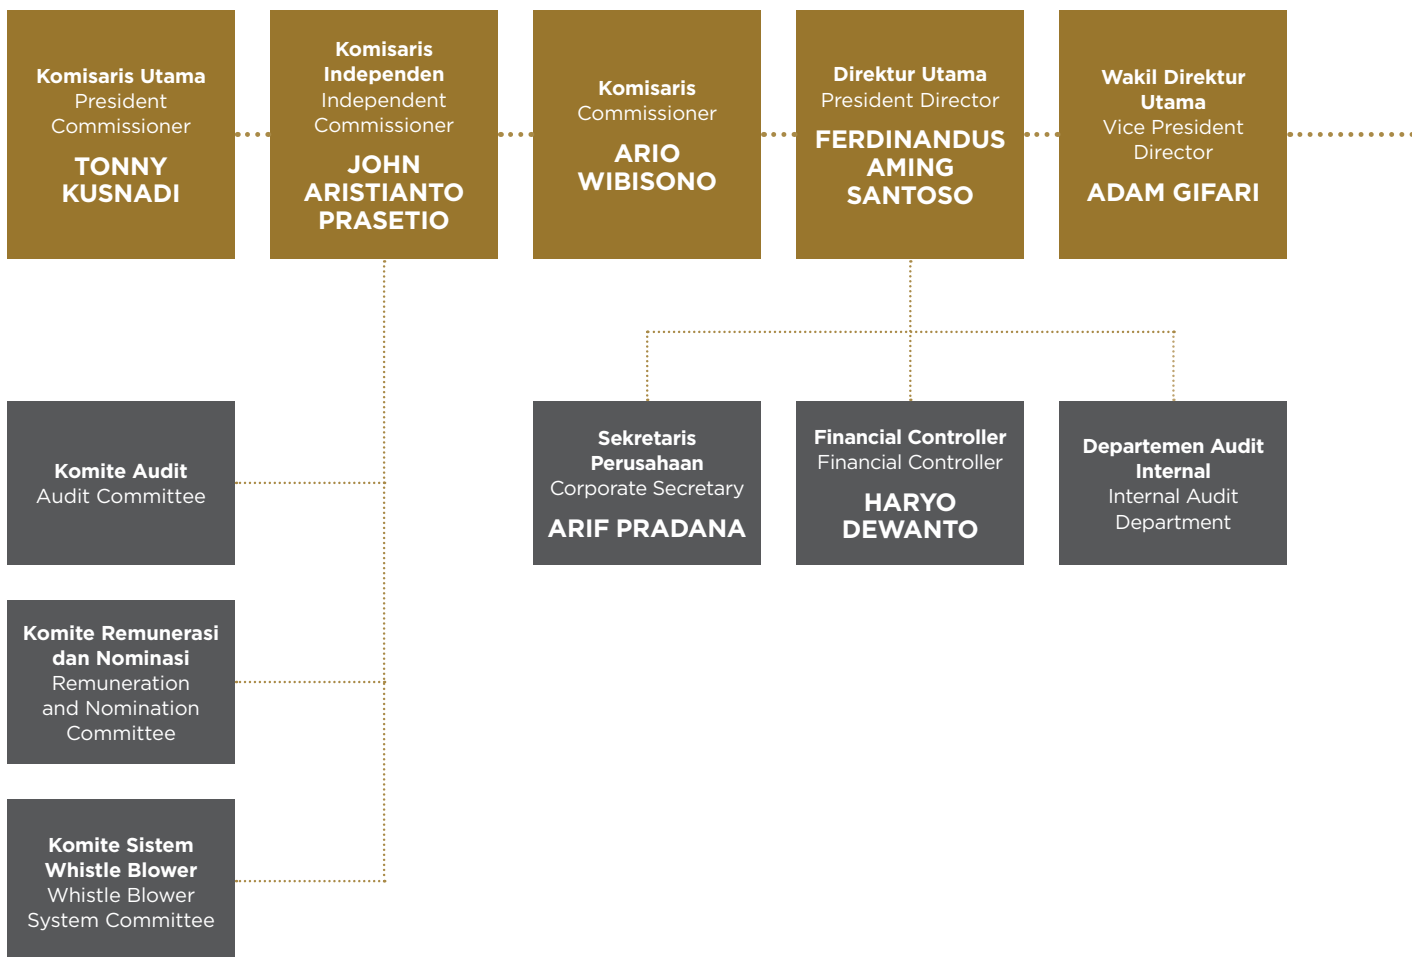 Komisaris Utama
President
Commissioner
TONNY
KUSNADI
Komisaris
Independen
Independent
Commissioner
JOHN
ARISTIANTO
PRASETIO
Komisaris
Commissioner
ARIO
WIBISONO
Direktur Utama
President Director
FERDINANDUS
AMING
SANTOSO
Wakil Direktur
Utama
Vice President
Director
ADAM GIFARI
Komite Audit
Audit Committee
Sekretaris
Perusahaan
Corporate Secretary
ARIF PRADANA
Financial Controller
Financial Controller
HARYO
DEWANTO
Departemen Audit
Internal
Internal Audit
Department
Komite Remunerasi
dan Nominasi
Remuneration
and Nomination
Committee
Komite Sistem
Whistle Blower
Whistle Blower
System Committee